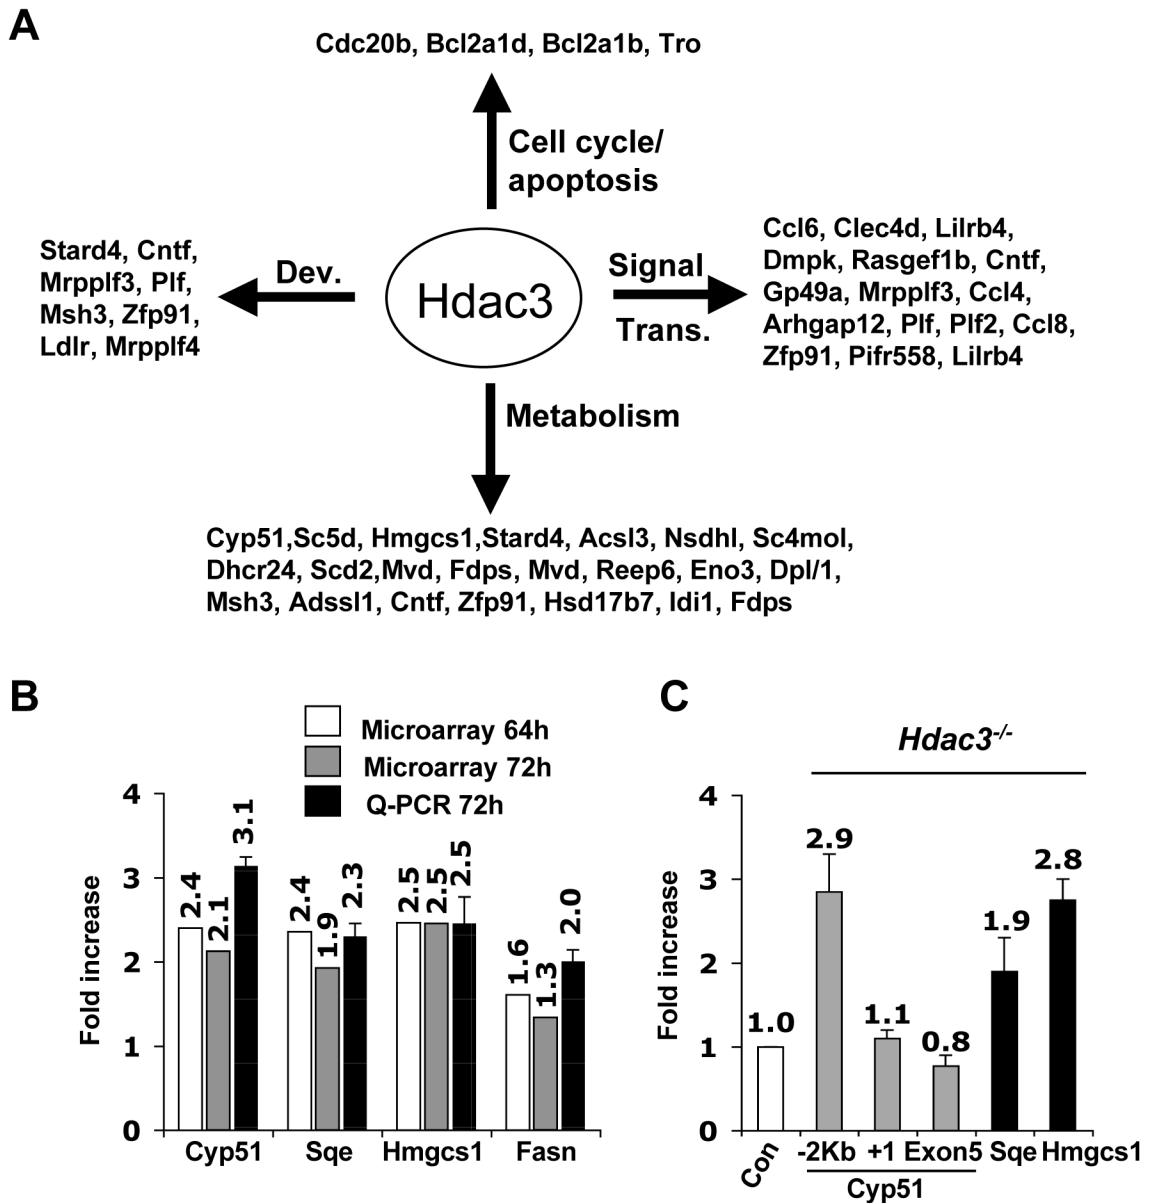 A
Cdc20b, Bcl2a1d, Bcl2a1b, Tro
Cell cycle/
apoptosis
Stard4, Cntf,
Mrpplf3, Plf,
Msh3, Zfp91,
Ldlr, Mrpplf4
Dev.
Hdac3
Signal
Trans.
Ccl6, Clec4d, Lilrb4,
Dmpk, Rasgef1b, Cntf,
Gp49a, Mrpplf3, Ccl4,
Arhgap12, Plf, Plf2, Ccl8,
Zfp91, Pifr558, Lilrb4
Metabolism
Cyp51,Sc5d, Hmgcs1,Stard4, Acsl3, Nsdhl, Sc4mol,
Dhcr24, Scd2,Mvd, Fdps, Mvd, Reep6, Eno3, Dpl/1,
Msh3, Adssl1, Cntf, Zfp91, Hsd17b7, Idi1, Fdps
B
Microarray 64h
Microarray 72h
Q-PCR 72h
Fold increase
4
3
2
1
0
2.4
2.1
3.1
2.4
1.9
2.3
2.5
2.5
2.5
1.6
1.3
2.0
Cyp51 Sqe Hmgcs1 Fasn
C
Hdac3-/-
Fold increase
4
3
2
1
0
1.0
2.9
1.1
0.8
1.9
2.8
Con -2Kb +1 Exon5 Sqe Hmgcs1
Cyp51